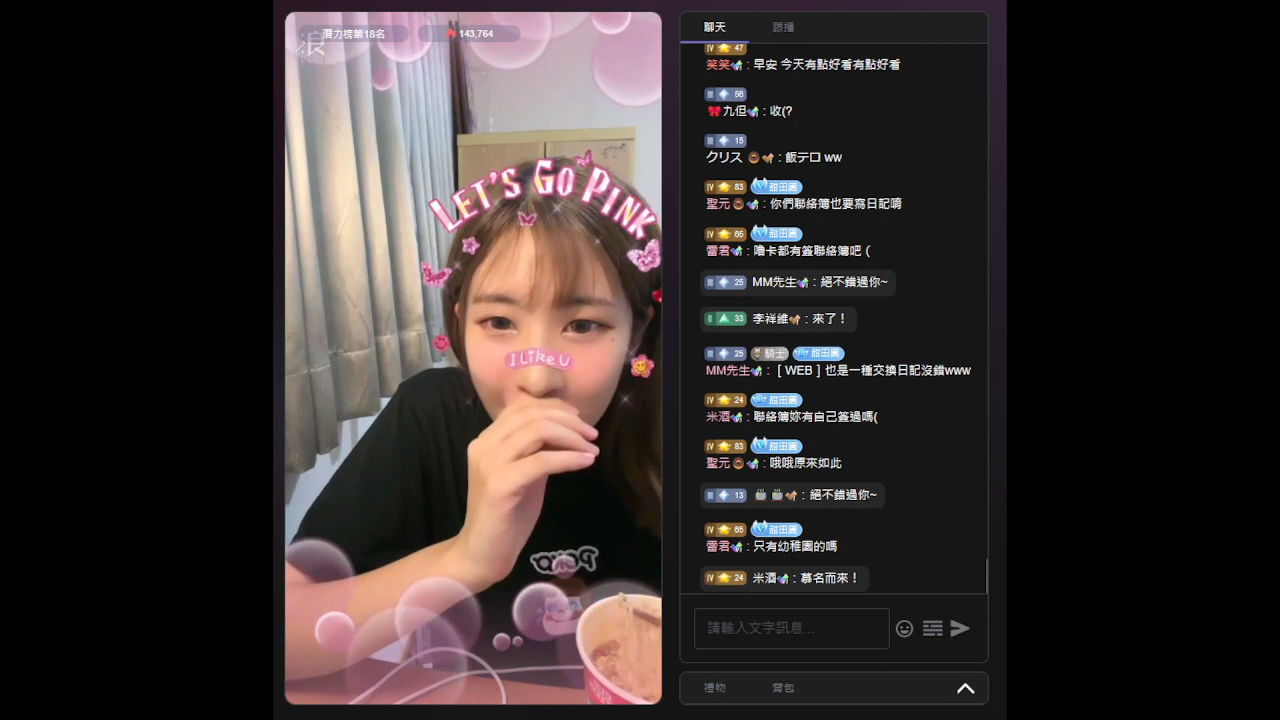 浪
潛力榜第18名
143,764
LET'S GO PINK
I Like U
聊天
跟播
IV 47
笑笑: 早安 今天有點好看有點好看
III 56
九但: 收(?
III 15
クリス: 飯テロ ww
IV 83 甜田團
聖元: 你們聯絡簿也要寫日記唷
IV 65 甜田團
雷君: 嚕卡都有簽聯絡簿吧 (
III 25 MM先生: 絕不錯過你~
II 33 李祥維: 來了！
III 25 騎士 甜田團
MM先生: [ WEB ] 也是一種交換日記沒錯www
IV 24 甜田團
米酒: 聯絡簿妳有自己簽過嗎(
IV 83 甜田團
聖元: 哦哦原來如此
III 13 : 絕不錯過你~
IV 65 甜田團
雷君: 只有幼稚園的嗎
IV 24 米酒: 慕名而來！
請輸入文字訊息...
禮物
背包